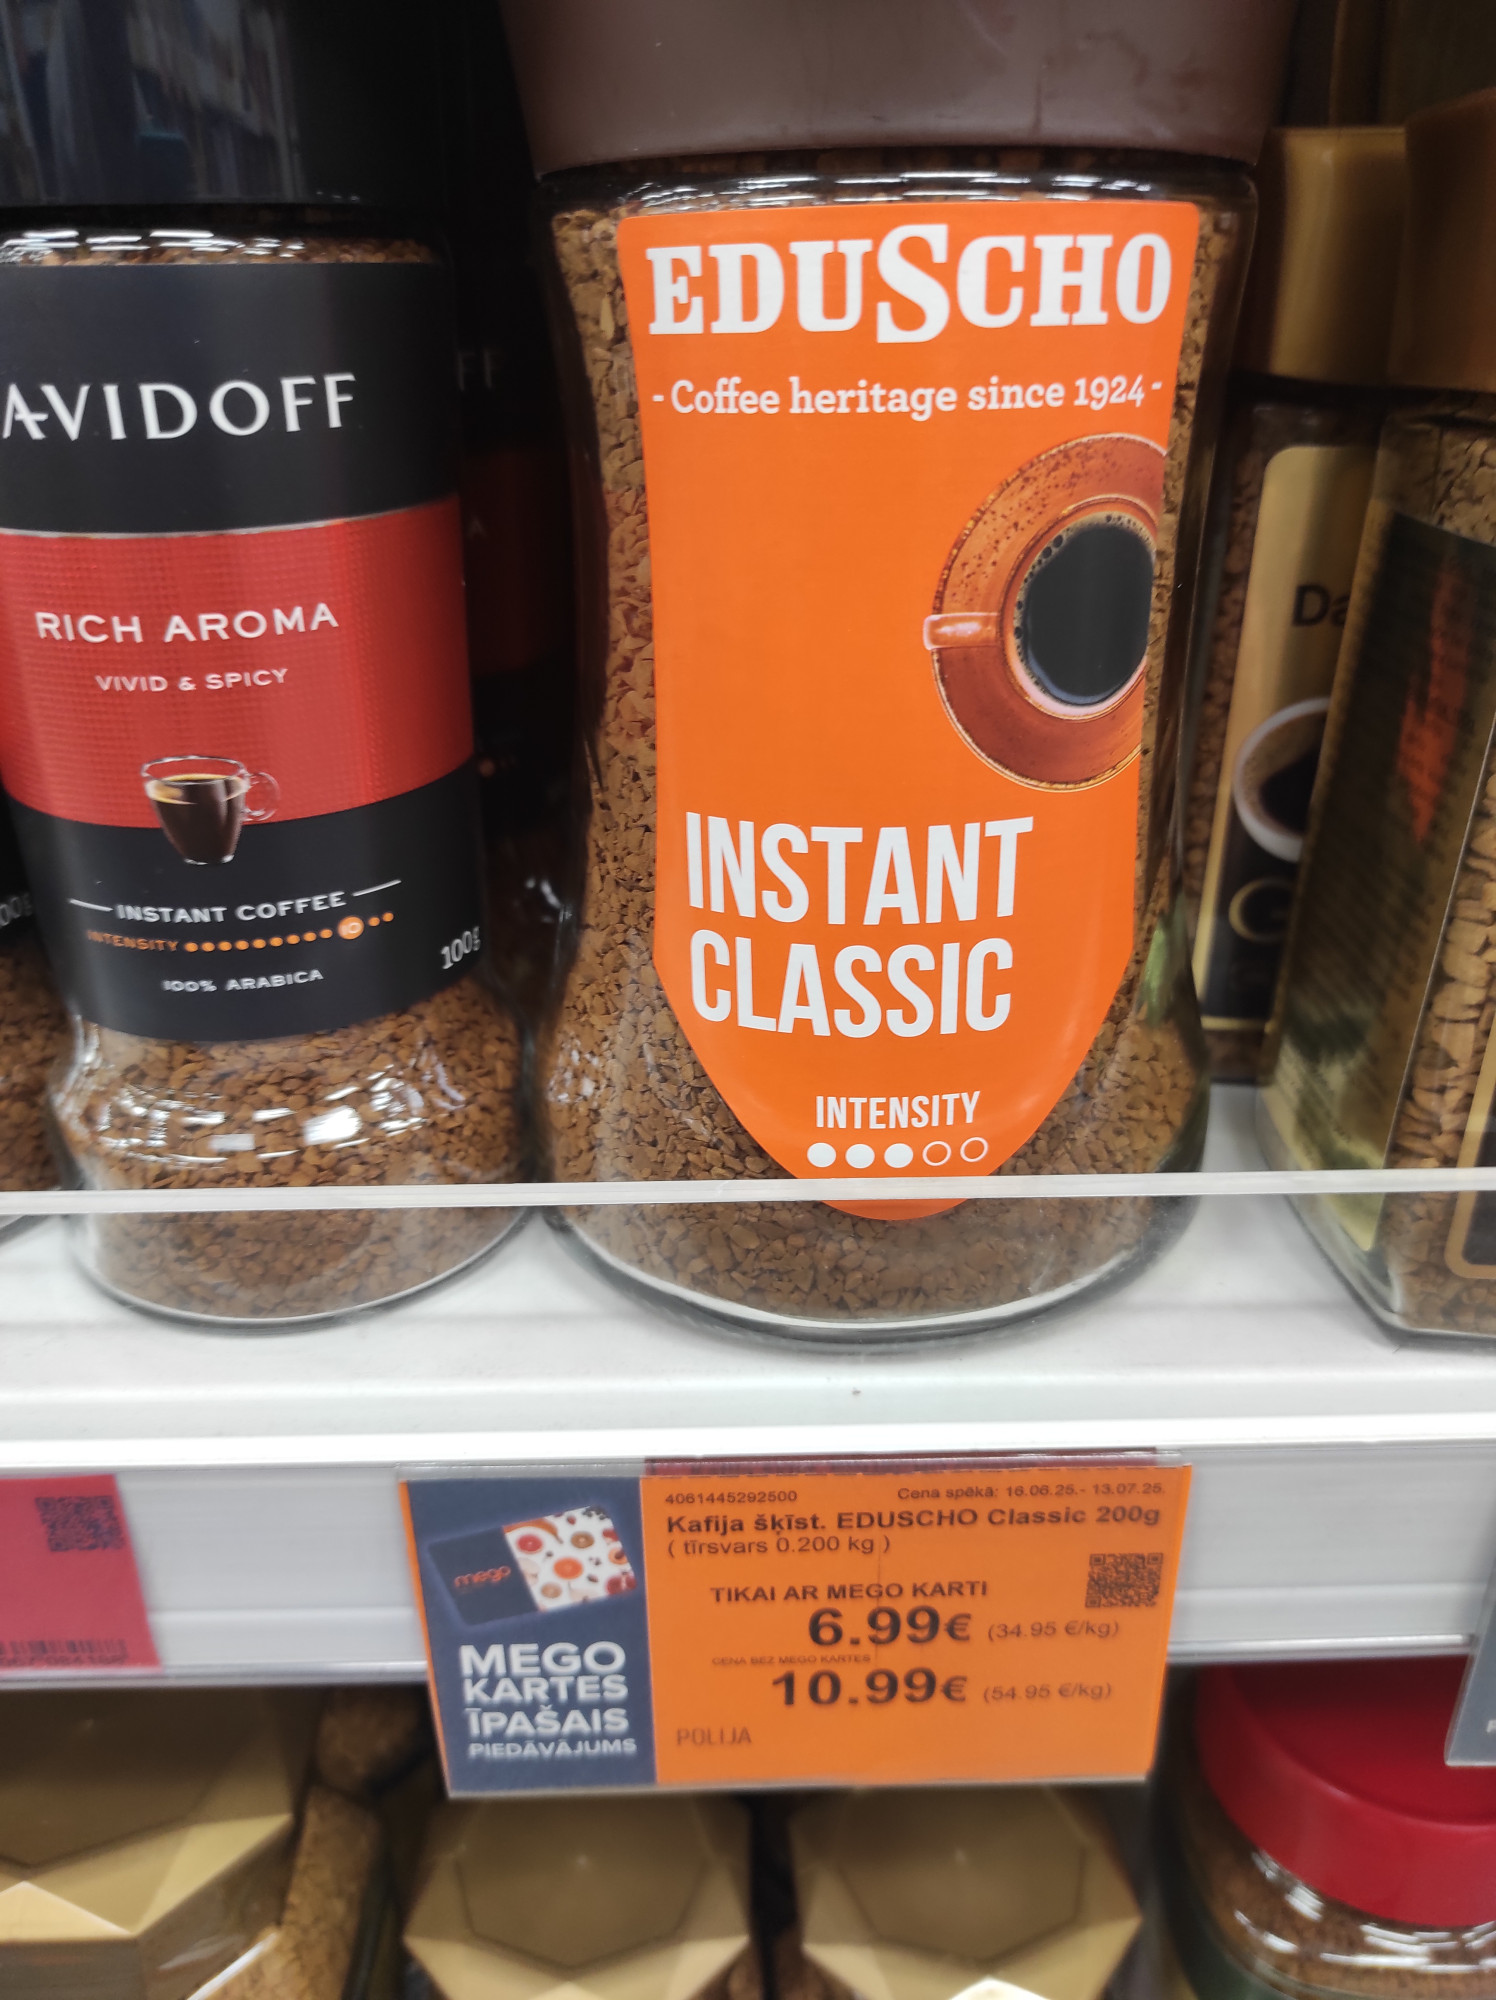 AVIDOFF
RICH AROMA
VIVID & SPICY
INSTANT COFFEE
INTENSITY
10
100% ARABICA
100g
EDUSCHO
- Coffee heritage since 1924 -
INSTANT
CLASSIC
INTENSITY
Da
G
4061445292500 Cena spēkā: 16.06.25.- 13.07.25.
Kafija šķīst. EDUSCHO Classic 200g
( tīrsvars 0.200 kg )
TIKAI AR MEGO KARTI
6.99€ (34.95 €/kg)
CENA BEZ MEGO KARTES
10.99€ (54.95 €/kg)
POLIJA
mego
MEGO
KARTES
ĪPAŠAIS
PIEDĀVĀJUMS